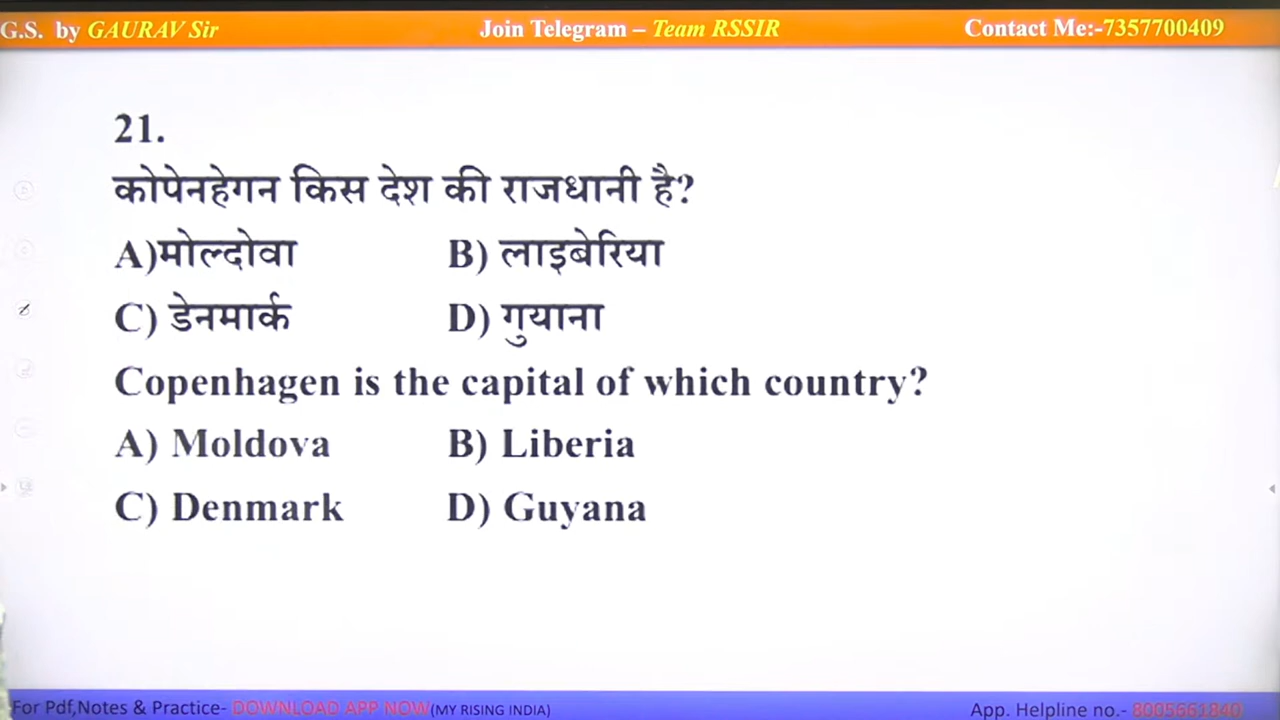 G.S. by GAURAV Sir Join Telegram – Team RSSIR Contact Me:-7357700409
21.
कोपेनहेगन किस देश की राजधानी है?
A)मोल्दोवा B) लाइबेरिया
C) डेनमार्क D) गुयाना
Copenhagen is the capital of which country?
A) Moldova B) Liberia
C) Denmark D) Guyana
For Pdf,Notes & Practice- DOWNLOAD APP NOW(MY RISING INDIA) App. Helpline no.- 8005661840